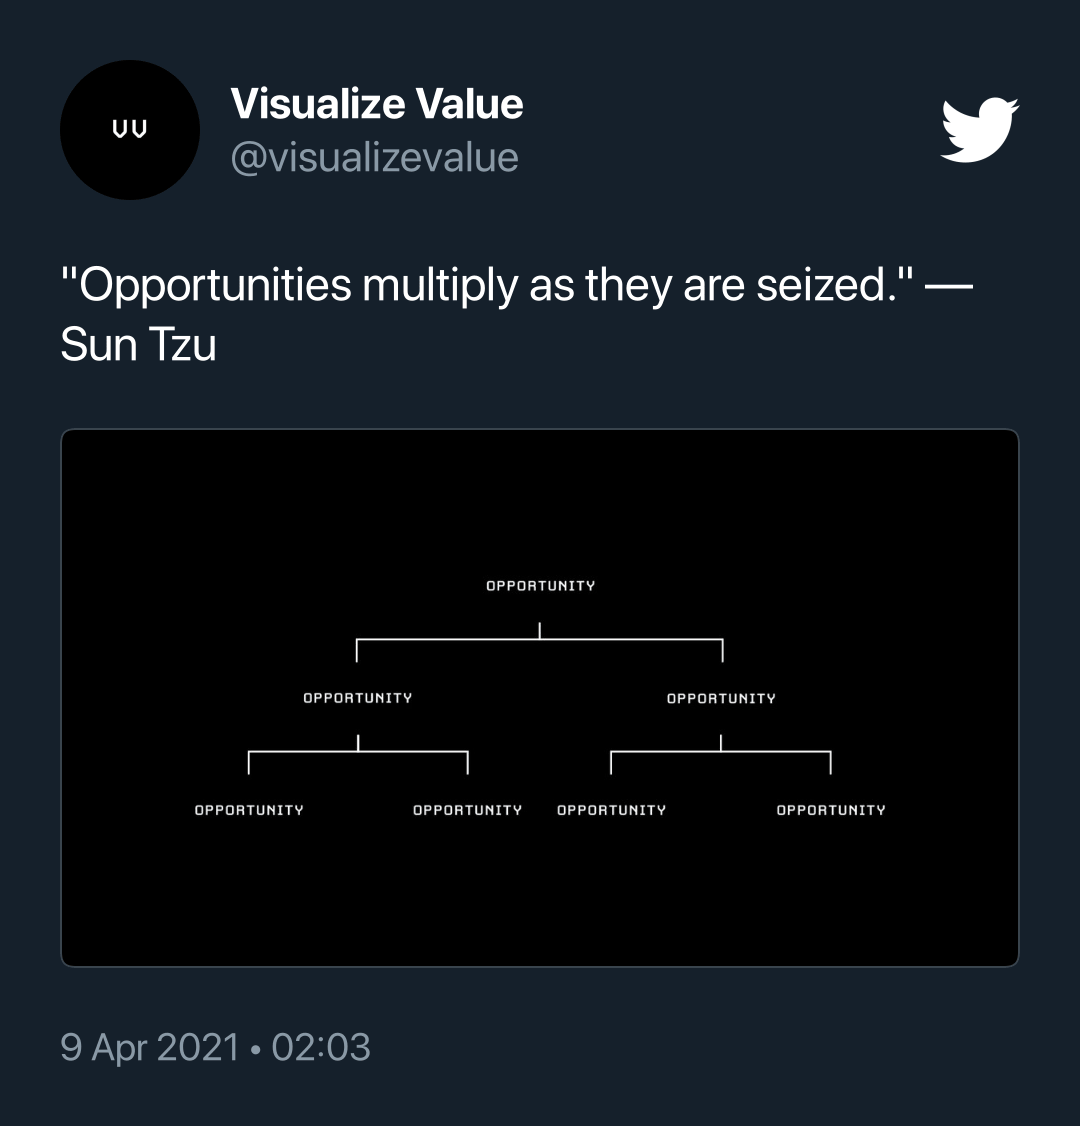 VV
Visualize Value
@visualizevalue
"Opportunities multiply as they are seized." —
Sun Tzu
OPPORTUNITY
OPPORTUNITY OPPORTUNITY
OPPORTUNITY OPPORTUNITY OPPORTUNITY OPPORTUNITY
9 Apr 2021 • 02:03